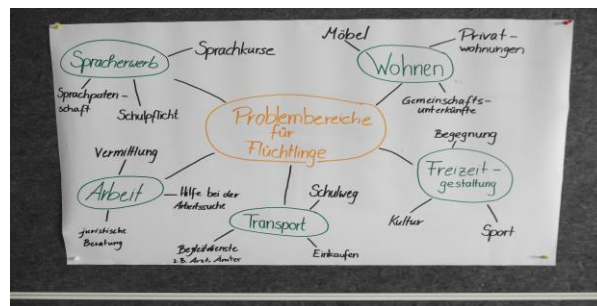 Problembereiche
für
Flüchtlinge
Spracherwerb
Sprachkurse
Sprachpaten-
schaft
Schulpflicht
Wohnen
Möbel
Privat-
wohnungen
Gemeinschafts-
unterkünfte
Arbeit
Vermittlung
Hilfe bei der
Arbeitssuche
juristische
Beratung
Transport
Schulweg
Begleitdienste
z.B. Arzt, Ämter
Einkaufen
Freizeit-
gestaltung
Begegnung
Kultur
Sport